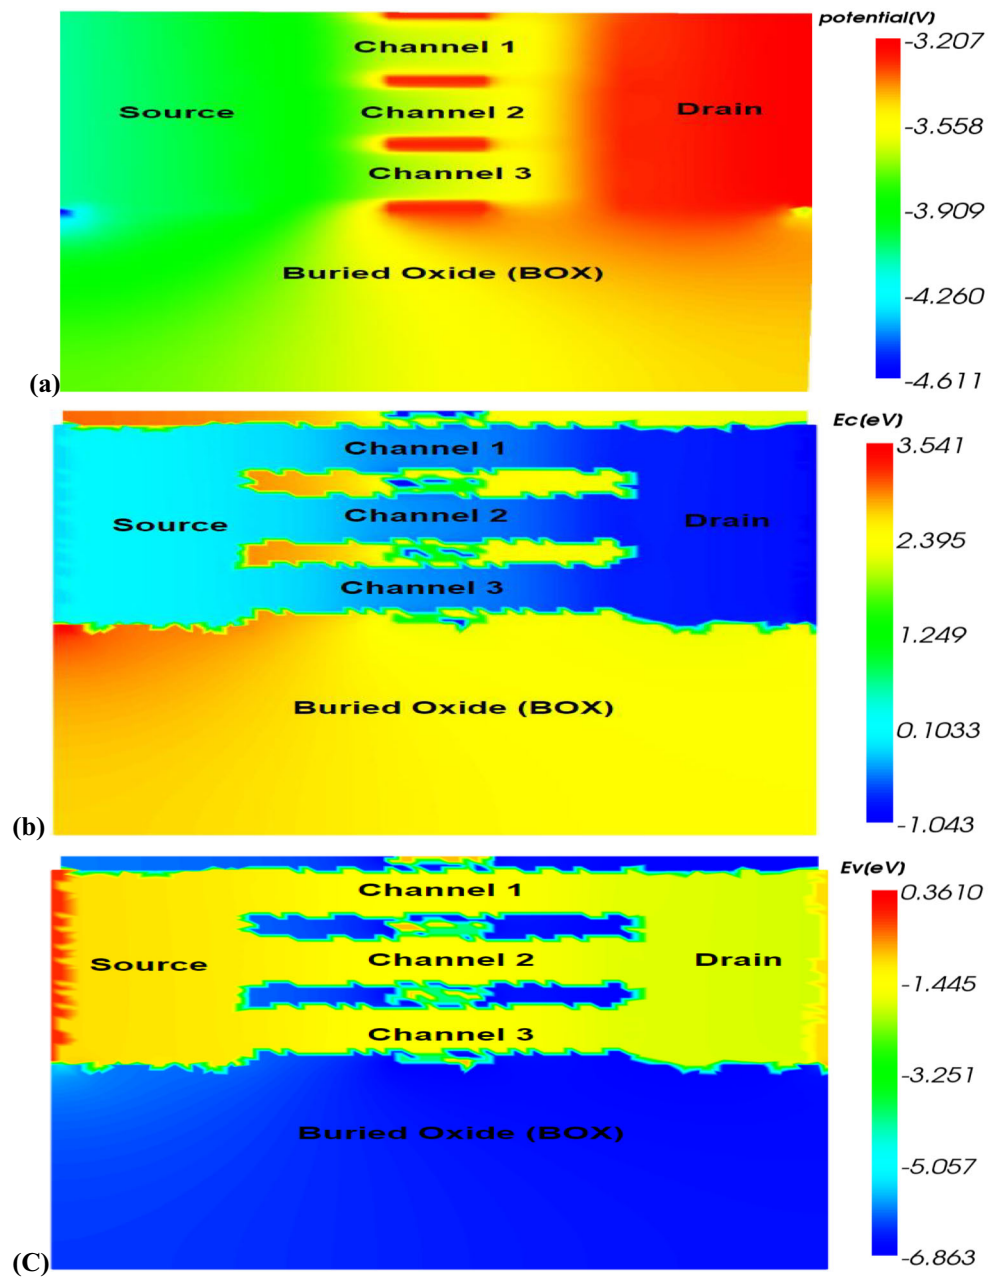 potential(V)
-3.207
Channel 1
Source
Channel 2
Drain
-3.558
Channel 3
-3.909
Buried Oxide (BOX)
-4.260
(a)
-4.611
Ec(eV)
3.541
Channel 1
Source
Channel 2
Drain
2.395
Channel 3
1.249
Buried Oxide (BOX)
0.1033
(b)
-1.043
Ev(eV)
0.3610
Channel 1
Source
Channel 2
Drain
-1.445
Channel 3
-3.251
Buried Oxide (BOX)
-5.057
(C)
-6.863